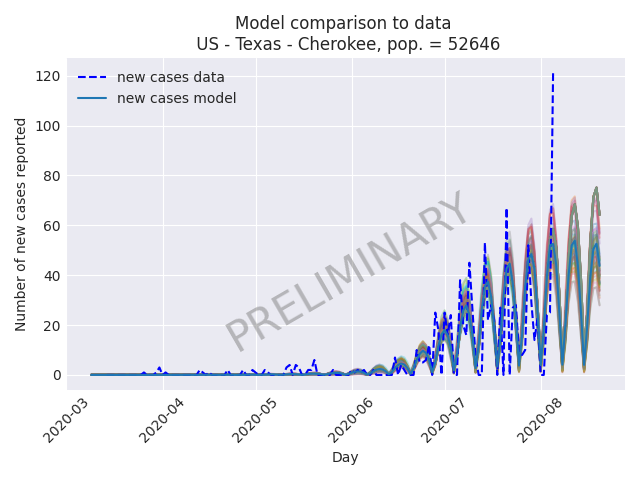 Model comparison to data
US - Texas - Cherokee, pop. = 52646
new cases data
new cases model
PRELIMINARY
Number of new cases reported
120
100
80
60
40
20
0
2020-03
2020-04
2020-05
2020-06
2020-07
2020-08
Day